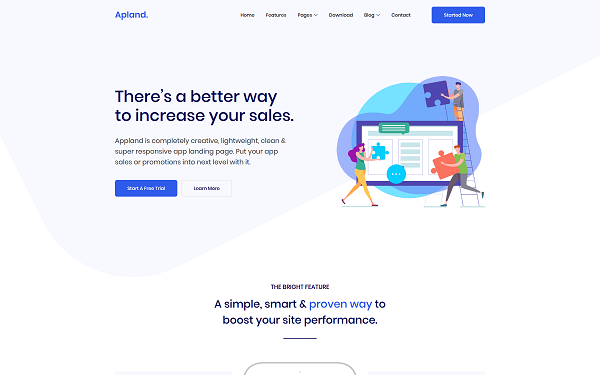 Apland.
Home Features Pages Download Blog Contact Started Now
There's a better way
to increase your sales.
Appland is completely creative, lightweight, clean &
super responsive app landing page. Put your app
sales or promotions into next level with it.
Start A Free Trial Learn More
THE BRIGHT FEATURE
A simple, smart & proven way to
boost your site performance.